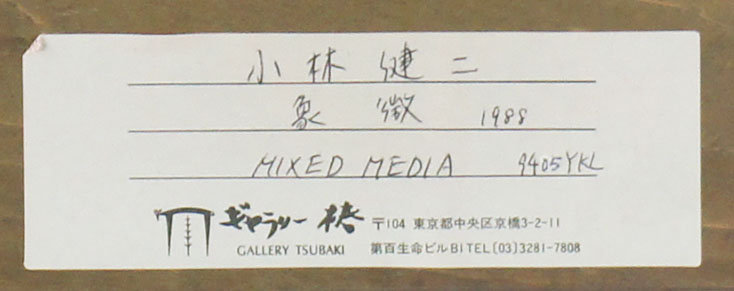 小林健二
象徴 1988
MIXED MEDIA 9405YKL
ギャラリー椿 〒104 東京都中央区京橋3-2-11
GALLERY TSUBAKI 第百生命ビルB1 TEL(03)3281-7808